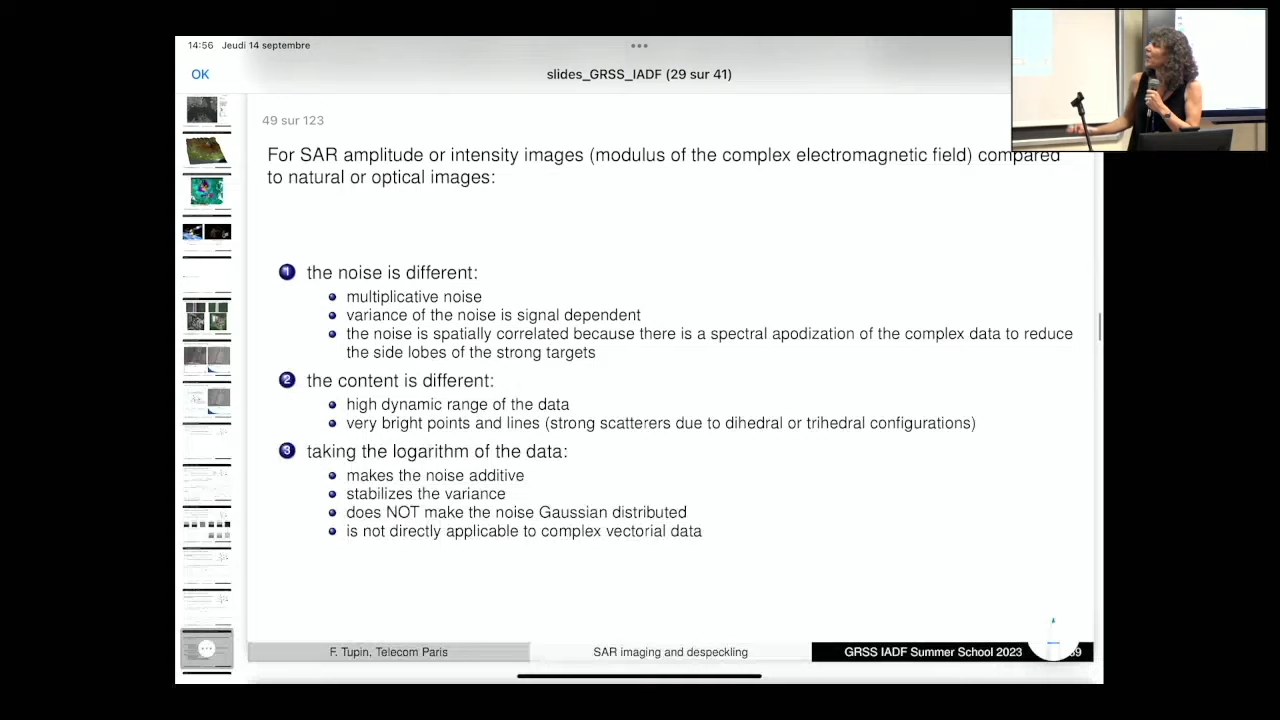 14:56 Jeudi 14 septembre
OK
slides_GRSS_IADF (29 sur 41)
49 sur 123
For SAR amplitude or intensity images (modulus of the complex electromagnetic field) compared
to natural or optical images:
1 the noise is different:
multiplicative noise
variance of the noise is signal dependent
the noise is spatially correlated because there is a spectral apodization of the complex data to reduce
the side lobes of the strong targets
2 the content is different:
high dynamic range of the data
very bright points and lines (strong scatterers due to dihedral or trihedral configurations)
3 taking the logarithm of the data:
makes the noise additive
stabilizes the variance
does NOT make the noise Gaussian distributed
is not directly applicable to complex vectorial data
F. Tupin, Telecom Paris
SAR imaging and despeckling
GRSS IADF Summer School 2023